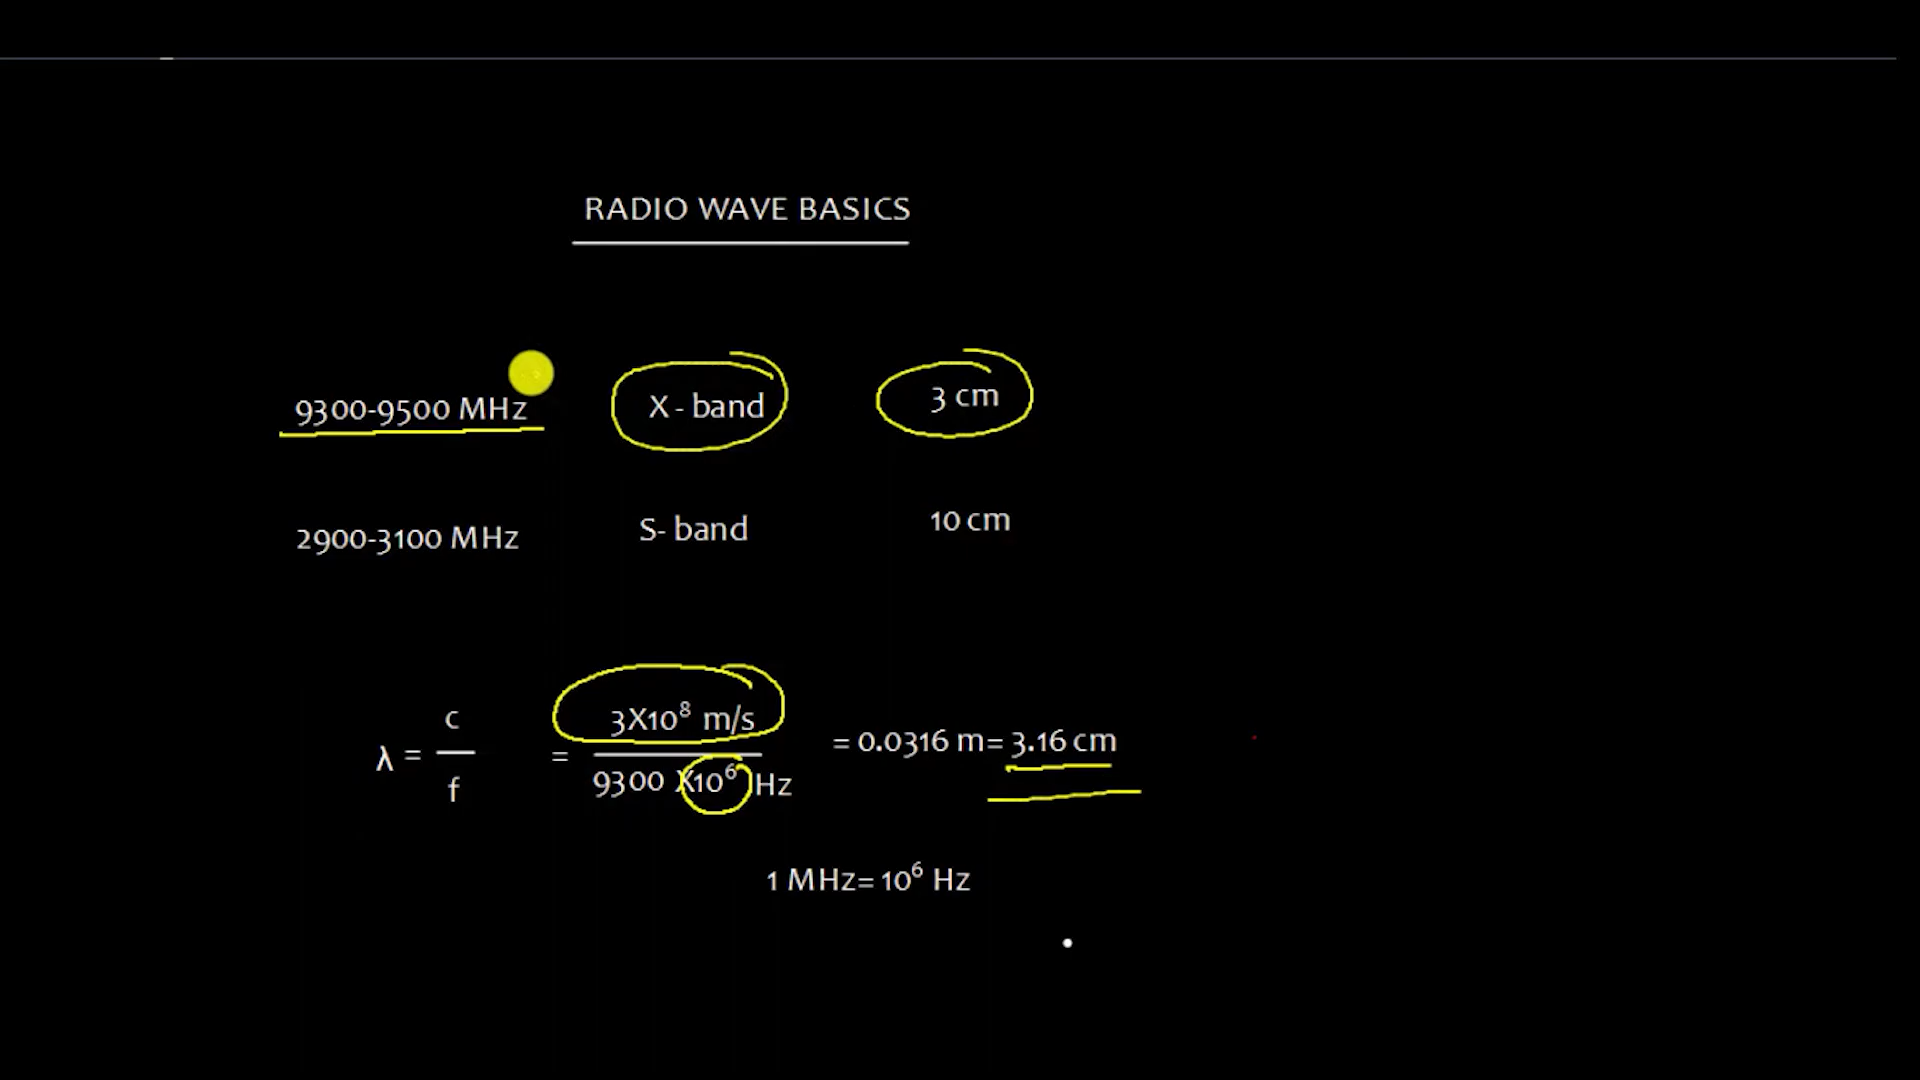 RADIO WAVE BASICS
9300-9500 MHz X - band 3 cm
2900-3100 MHz S- band 10 cm
λ = c / f = 3X10⁸ m/s / 9300 X10⁶ Hz = 0.0316 m= 3.16 cm
1 MHz= 10⁶ Hz